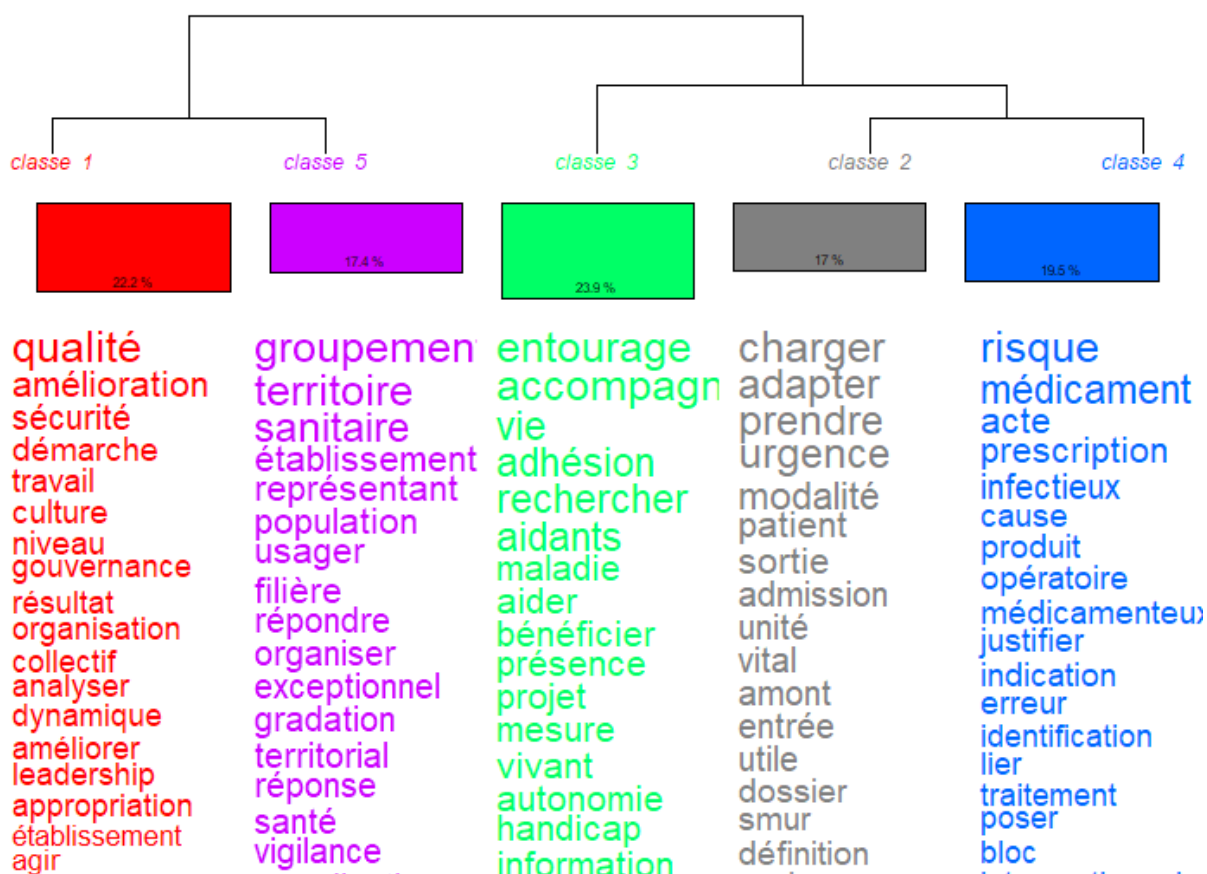 classe 1
classe 5
classe 3
classe 2
classe 4
22.2 %
17.4 %
23.9 %
17 %
19.5 %
qualité
amélioration
sécurité
démarche
travail
culture
niveau
gouvernance
résultat
organisation
collectif
analyser
dynamique
améliorer
leadership
appropriation
établissement
agir
groupemen
territoire
sanitaire
établissement
représentant
population
usager
filière
répondre
organiser
exceptionnel
gradation
territorial
réponse
santé
vigilance
entourage
accompagn
vie
adhésion
rechercher
aidants
maladie
aider
bénéficier
présence
projet
mesure
vivant
autonomie
handicap
information
charger
adapter
prendre
urgence
modalité
patient
sortie
admission
unité
vital
amont
entrée
utile
dossier
smur
définition
risque
médicament
acte
prescription
infectieux
cause
produit
opératoire
médicamenteux
justifier
indication
erreur
identification
lier
traitement
poser
bloc